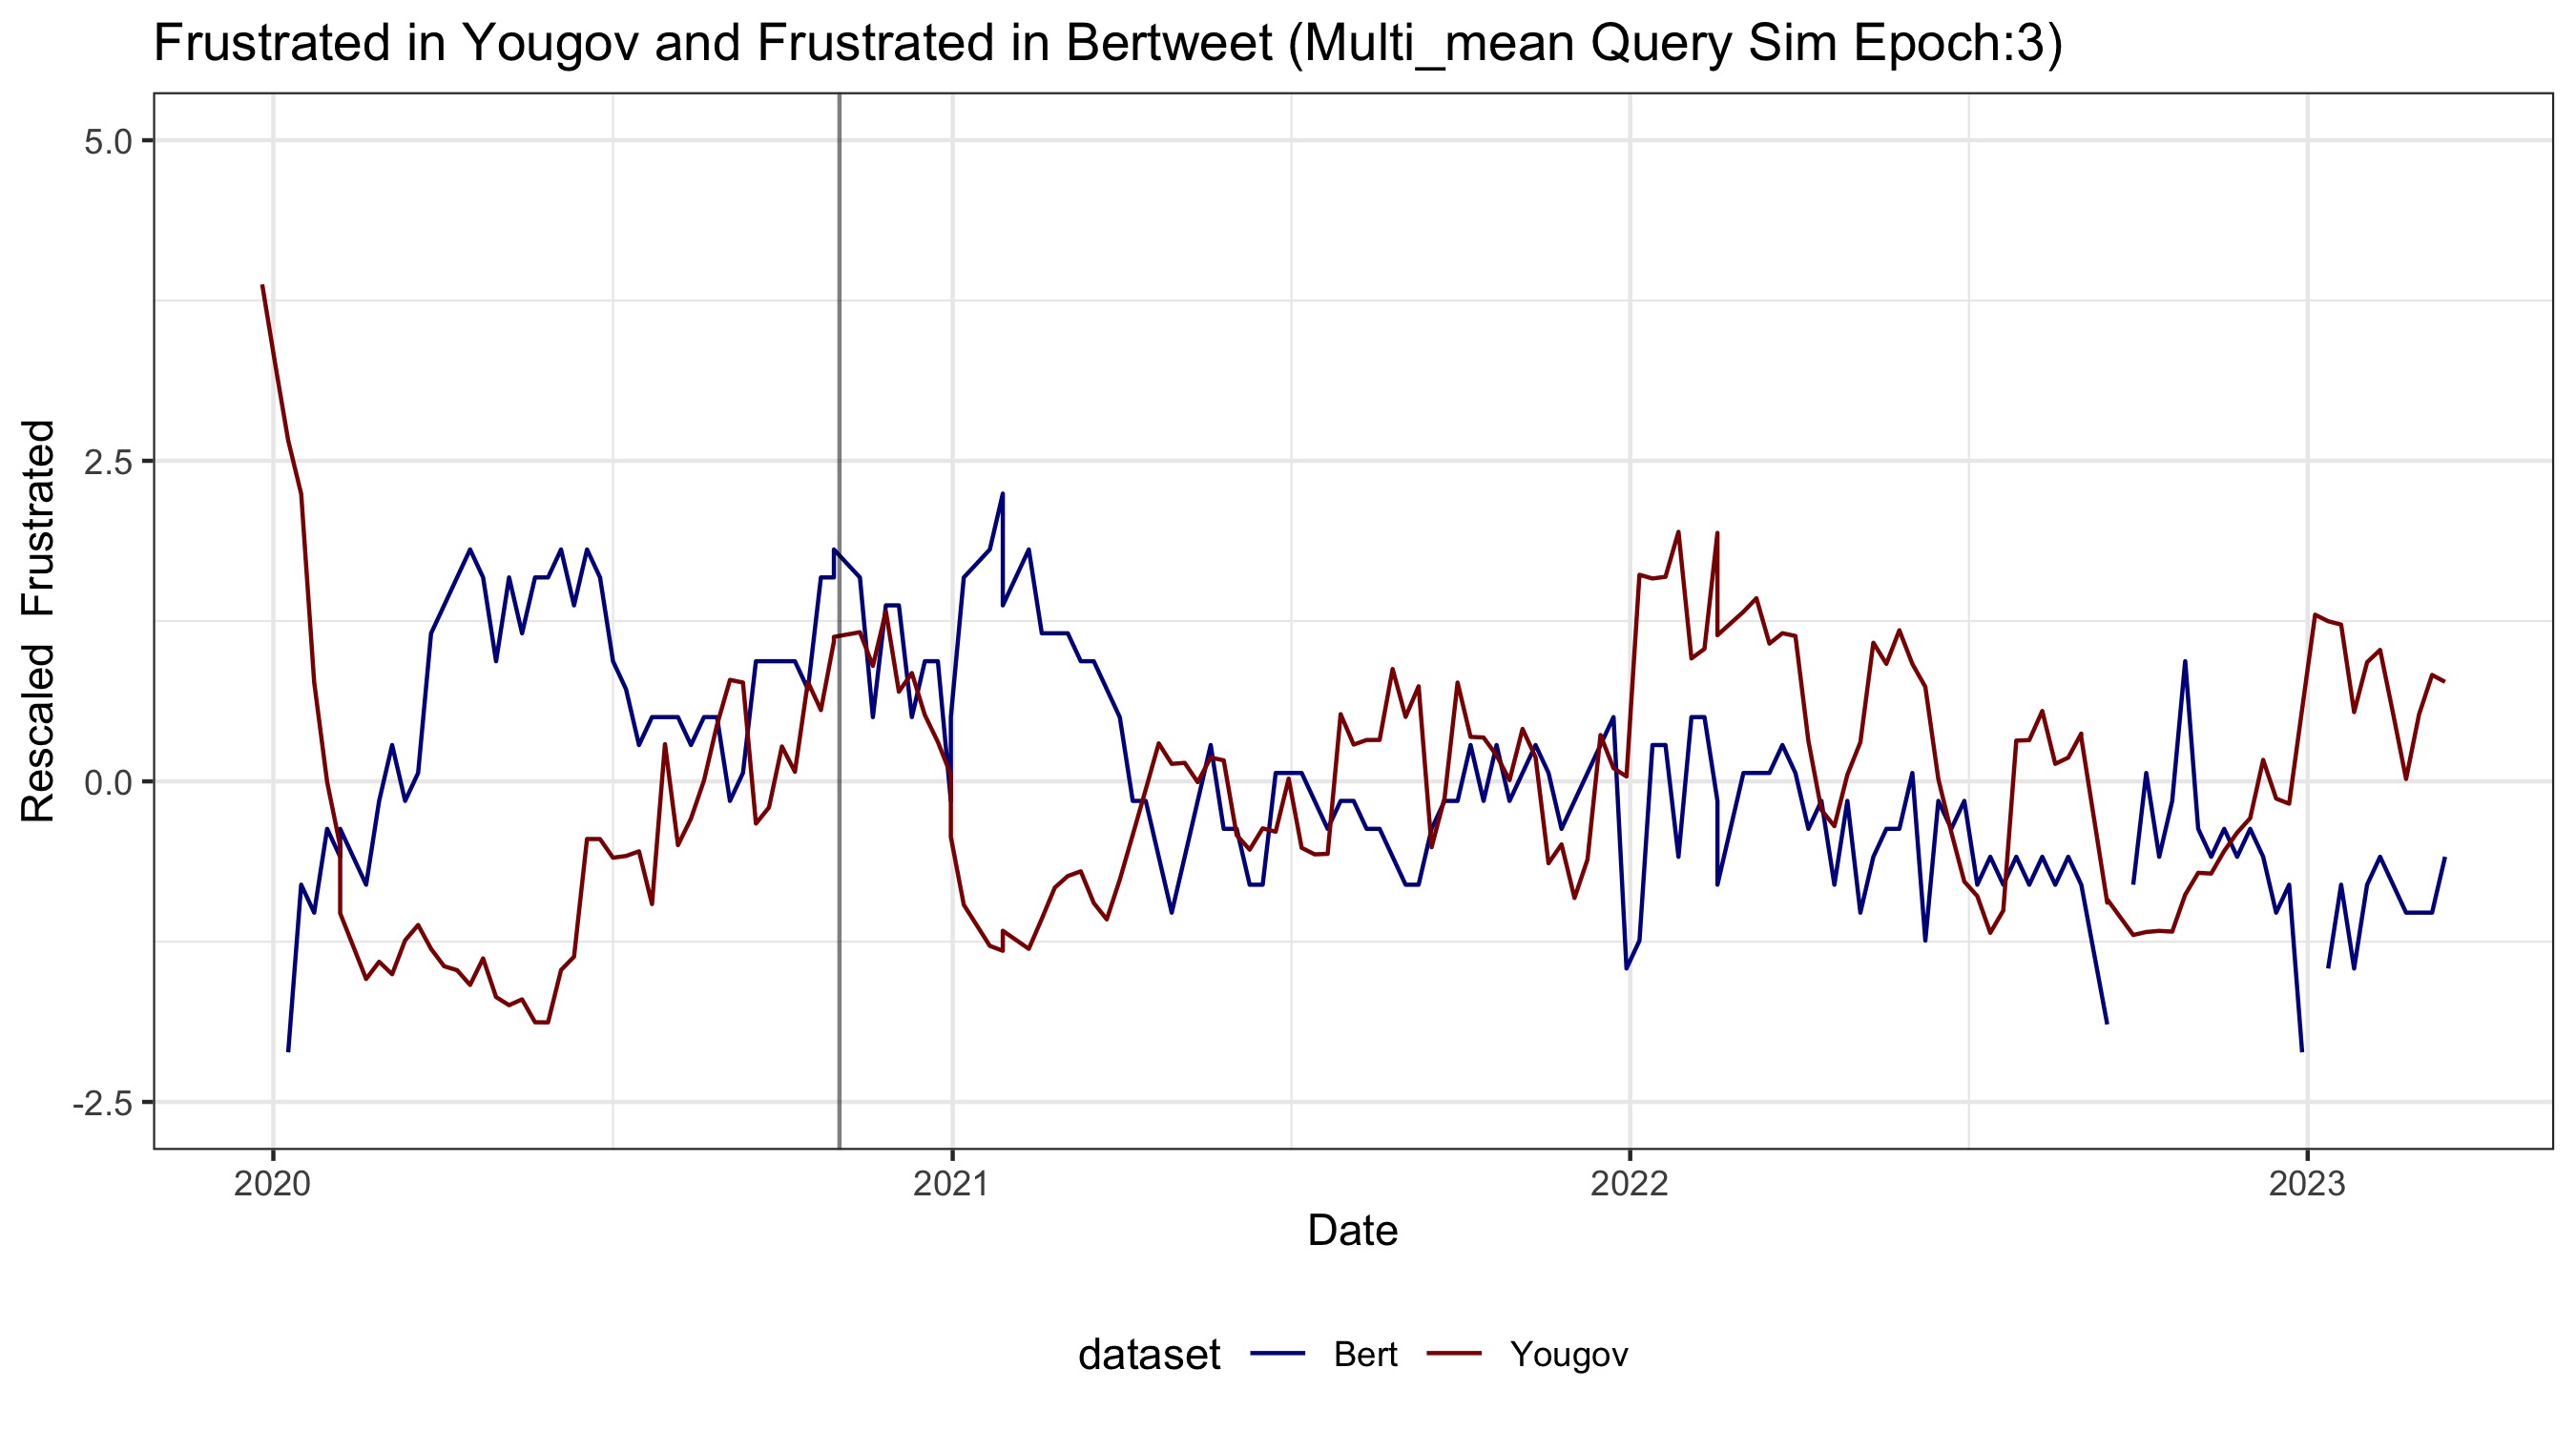 Frustrated in Yougov and Frustrated in Bertweet (Multi_mean Query Sim Epoch:3)
Rescaled Frustrated
5.0
2.5
0.0
-2.5
2020 2021 2022 2023
Date
dataset Bert Yougov